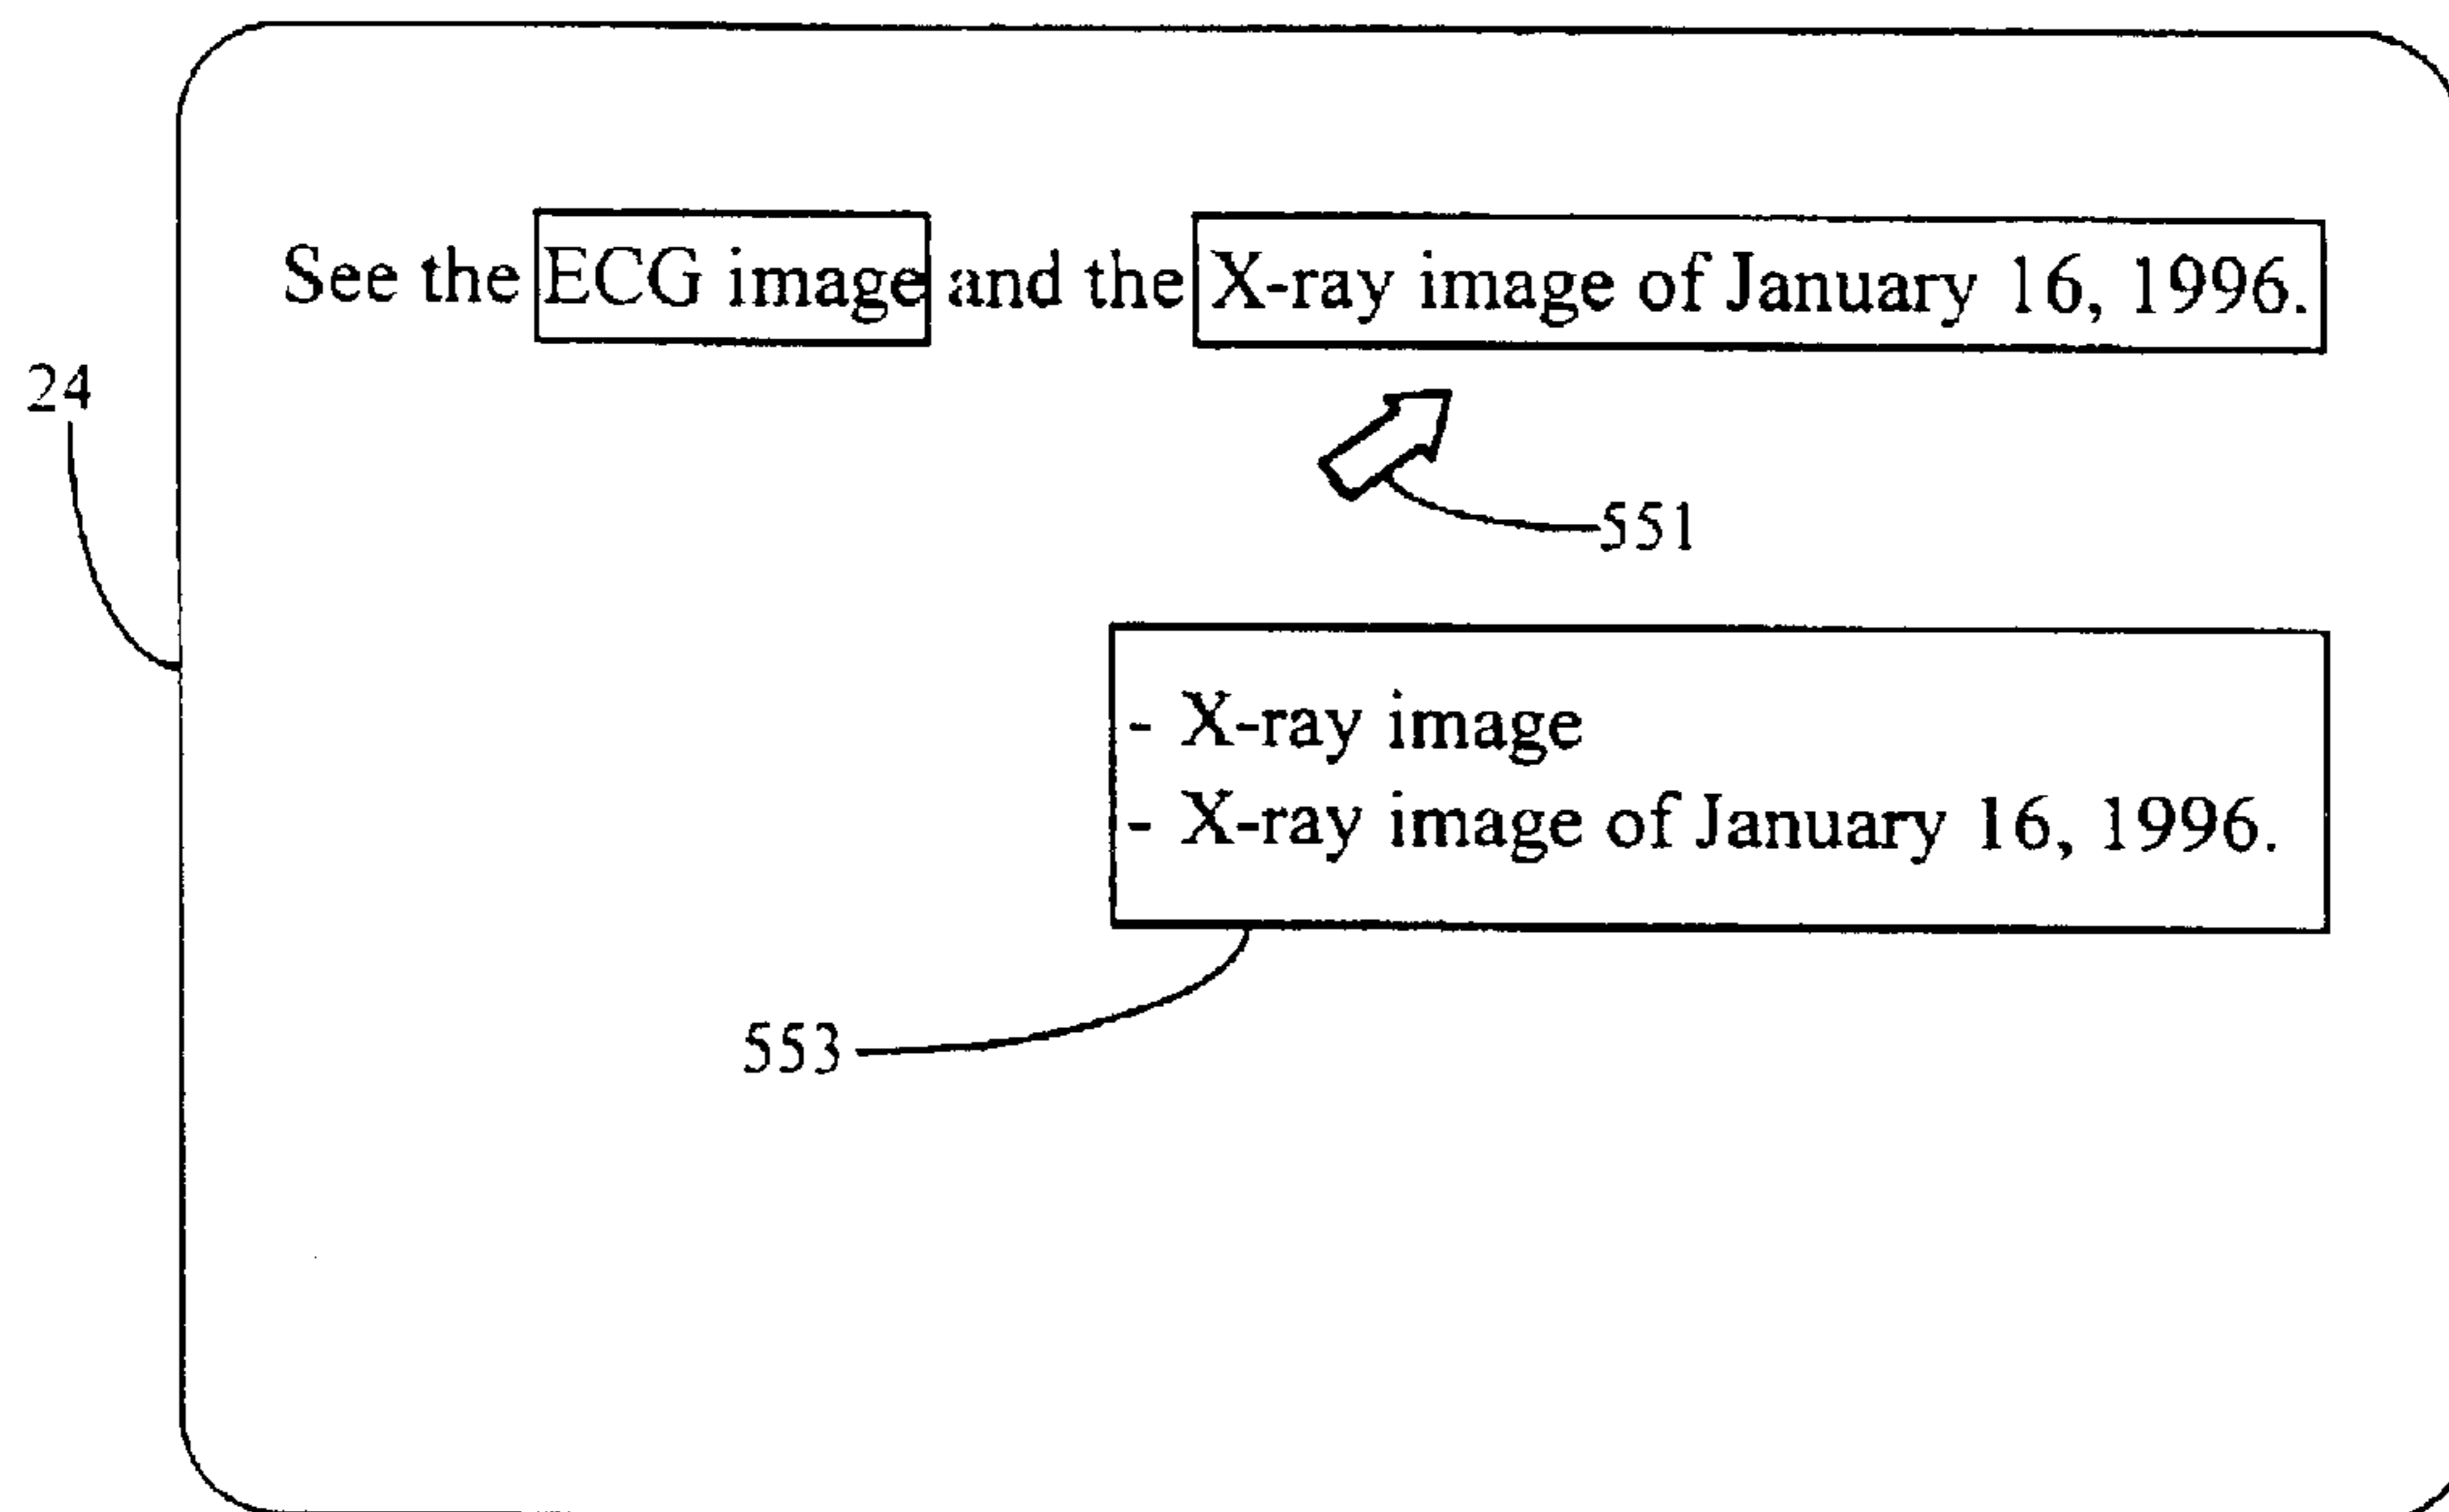 See the ECG image and the X-ray image of January 16, 1996.
24
551
- X-ray image
- X-ray image of January 16, 1996.
553